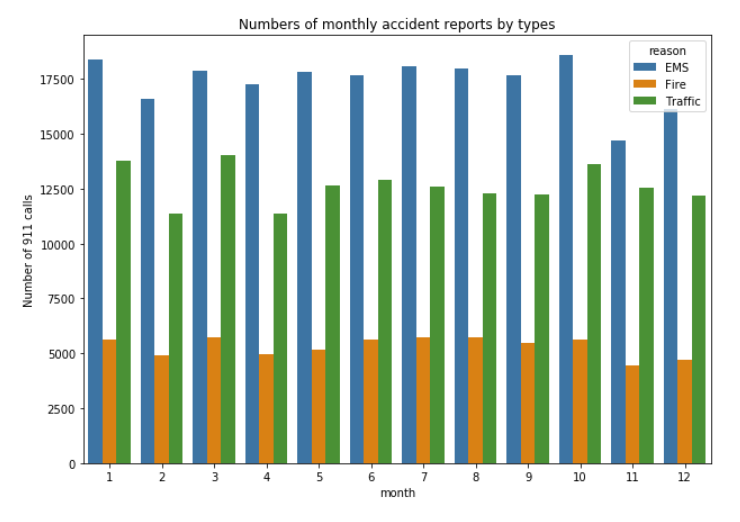 Numbers of monthly accident reports by types
reason
EMS
Fire
Traffic
17500
15000
12500
10000
7500
5000
2500
0
Number of 911 calls
1 2 3 4 5 6 7 8 9 10 11 12
month